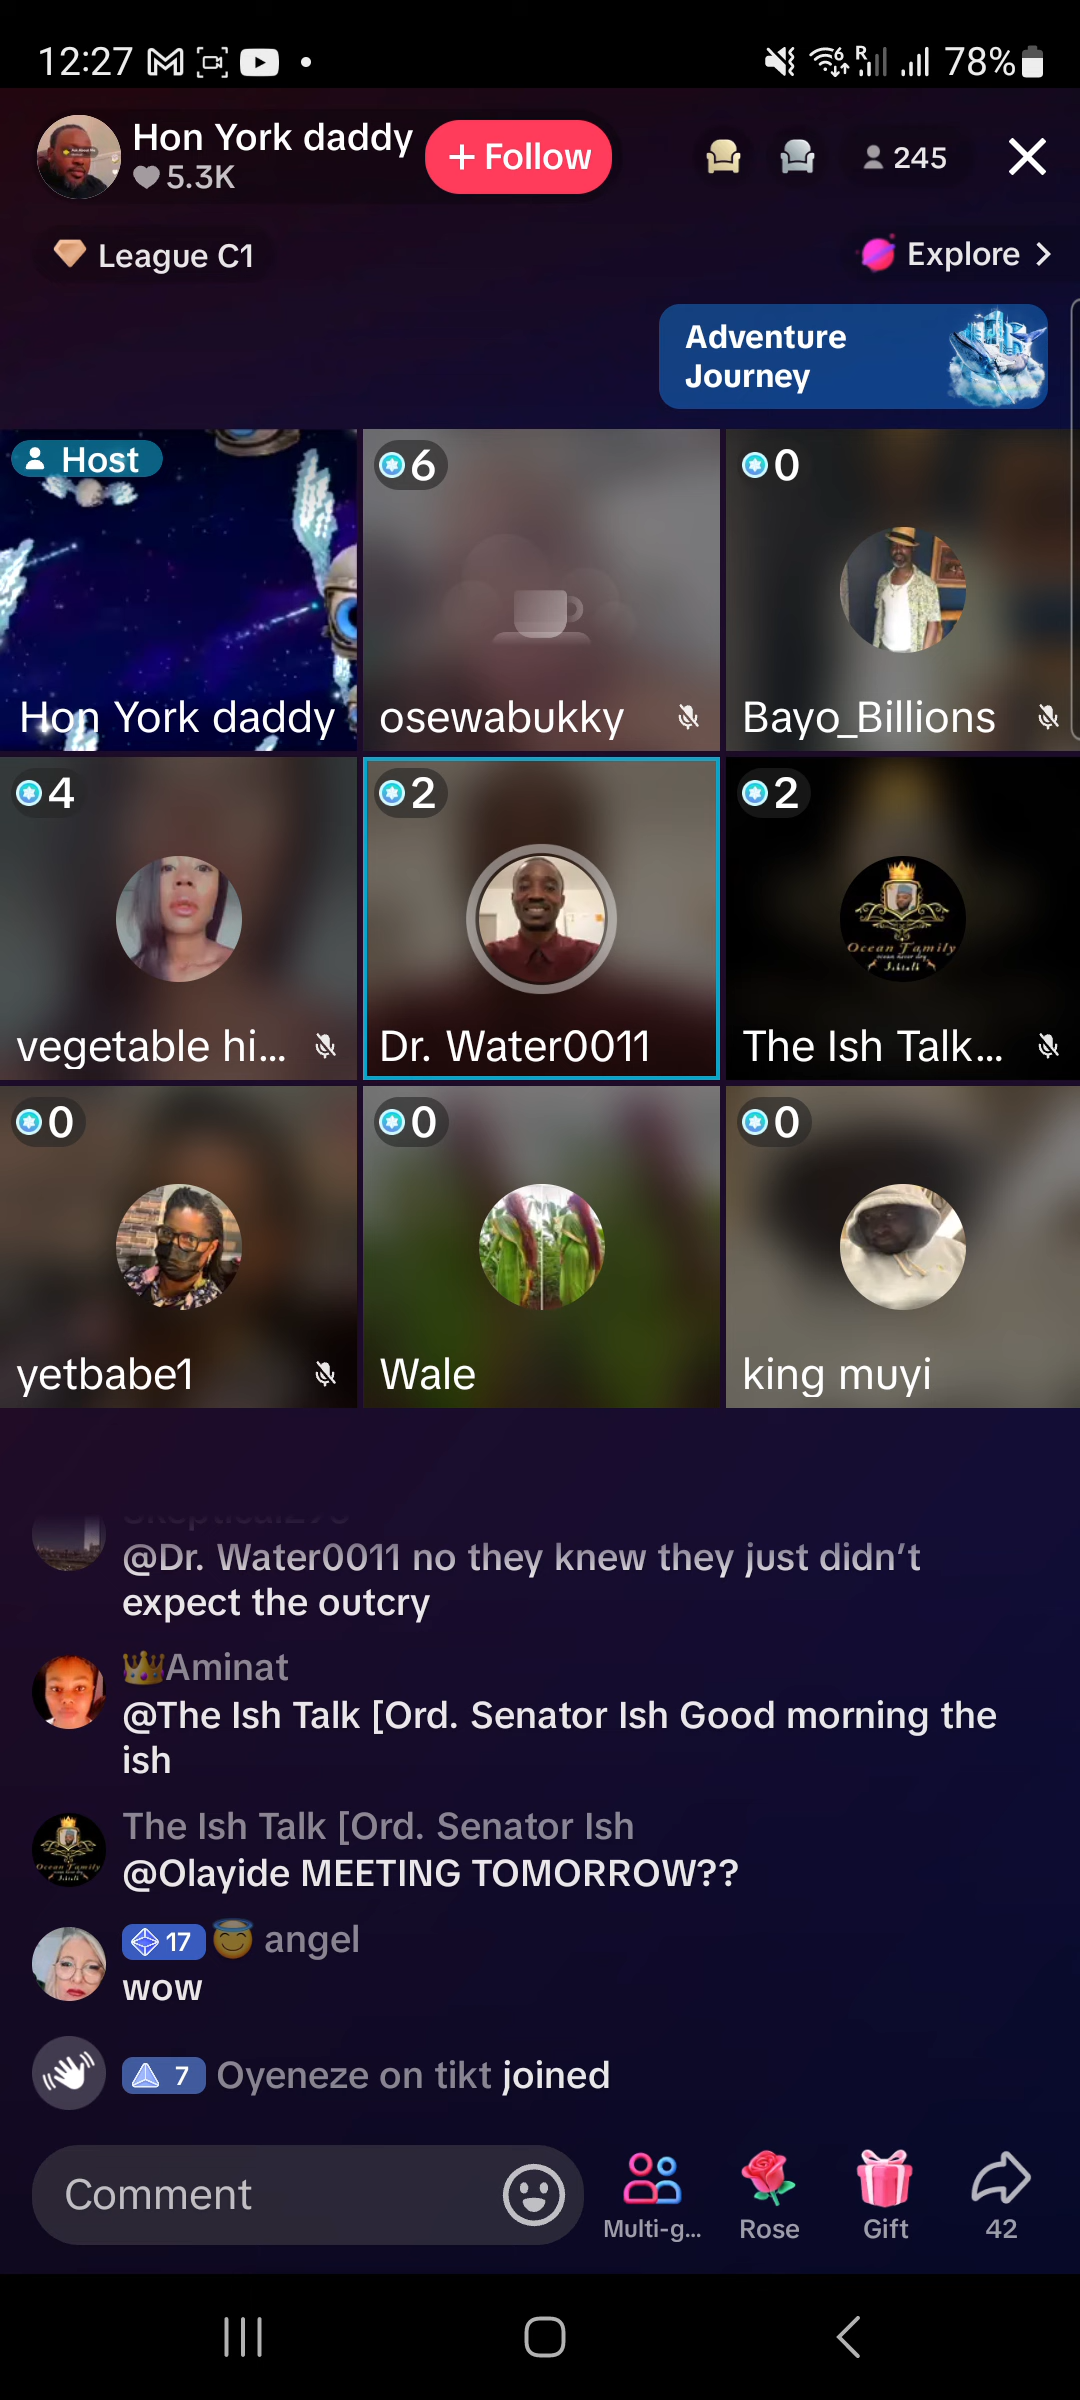 12:27
78%
Hon York daddy
5.3K
+ Follow
245
League C1
Explore >
Adventure
Journey
Host
6
0
Hon York daddy
osewabukky
Bayo_Billions
4
2
2
Ocean Family
vegetable hi...
Dr. Water0011
The Ish Talk...
0
0
0
yetbabe1
Wale
king muyi
@Dr. Water0011 no they knew they just didn't
expect the outcry
Aminat
@The Ish Talk [Ord. Senator Ish Good morning the
ish
The Ish Talk [Ord. Senator Ish
@Olayide MEETING TOMORROW??
17 angel
wow
7 Oyeneze on tikt joined
Comment
Multi-g...
Rose
Gift
42